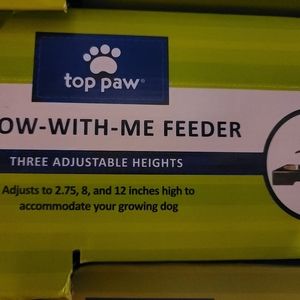 top paw®
OW-WITH-ME FEEDER
THREE ADJUSTABLE HEIGHTS
Adjusts to 2.75, 8, and 12 inches high to
accommodate your growing dog